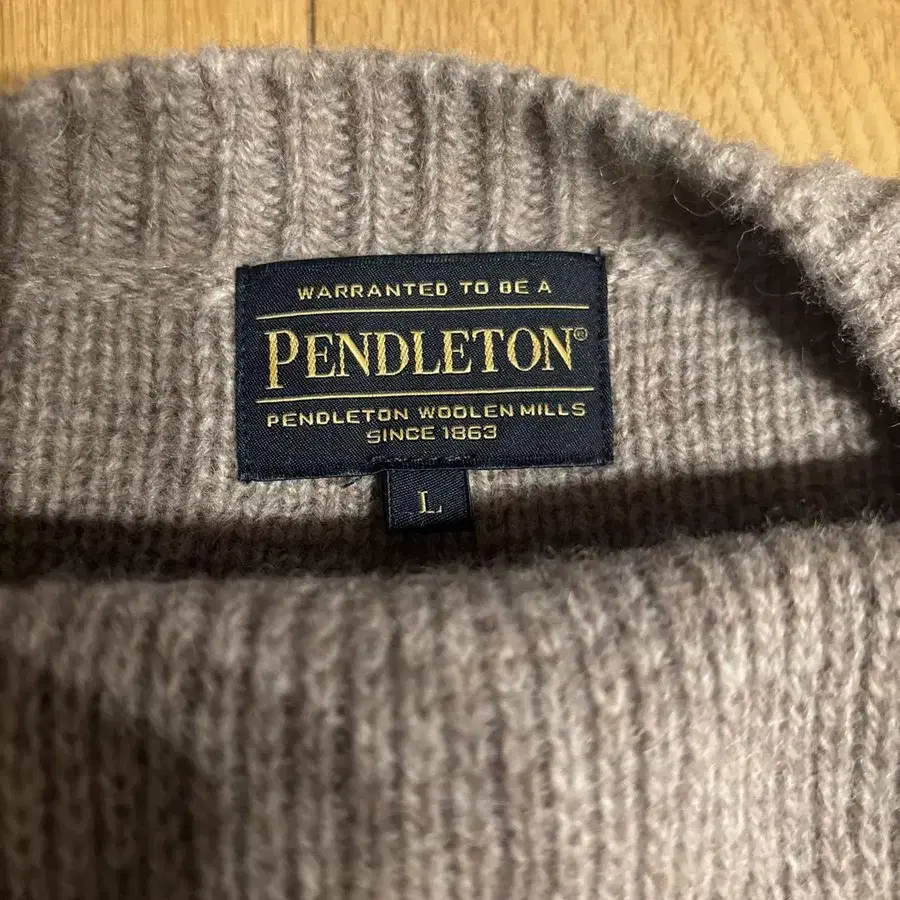 WARRANTED TO BE A
PENDLETON®
PENDLETON WOOLEN MILLS
SINCE 1863
L